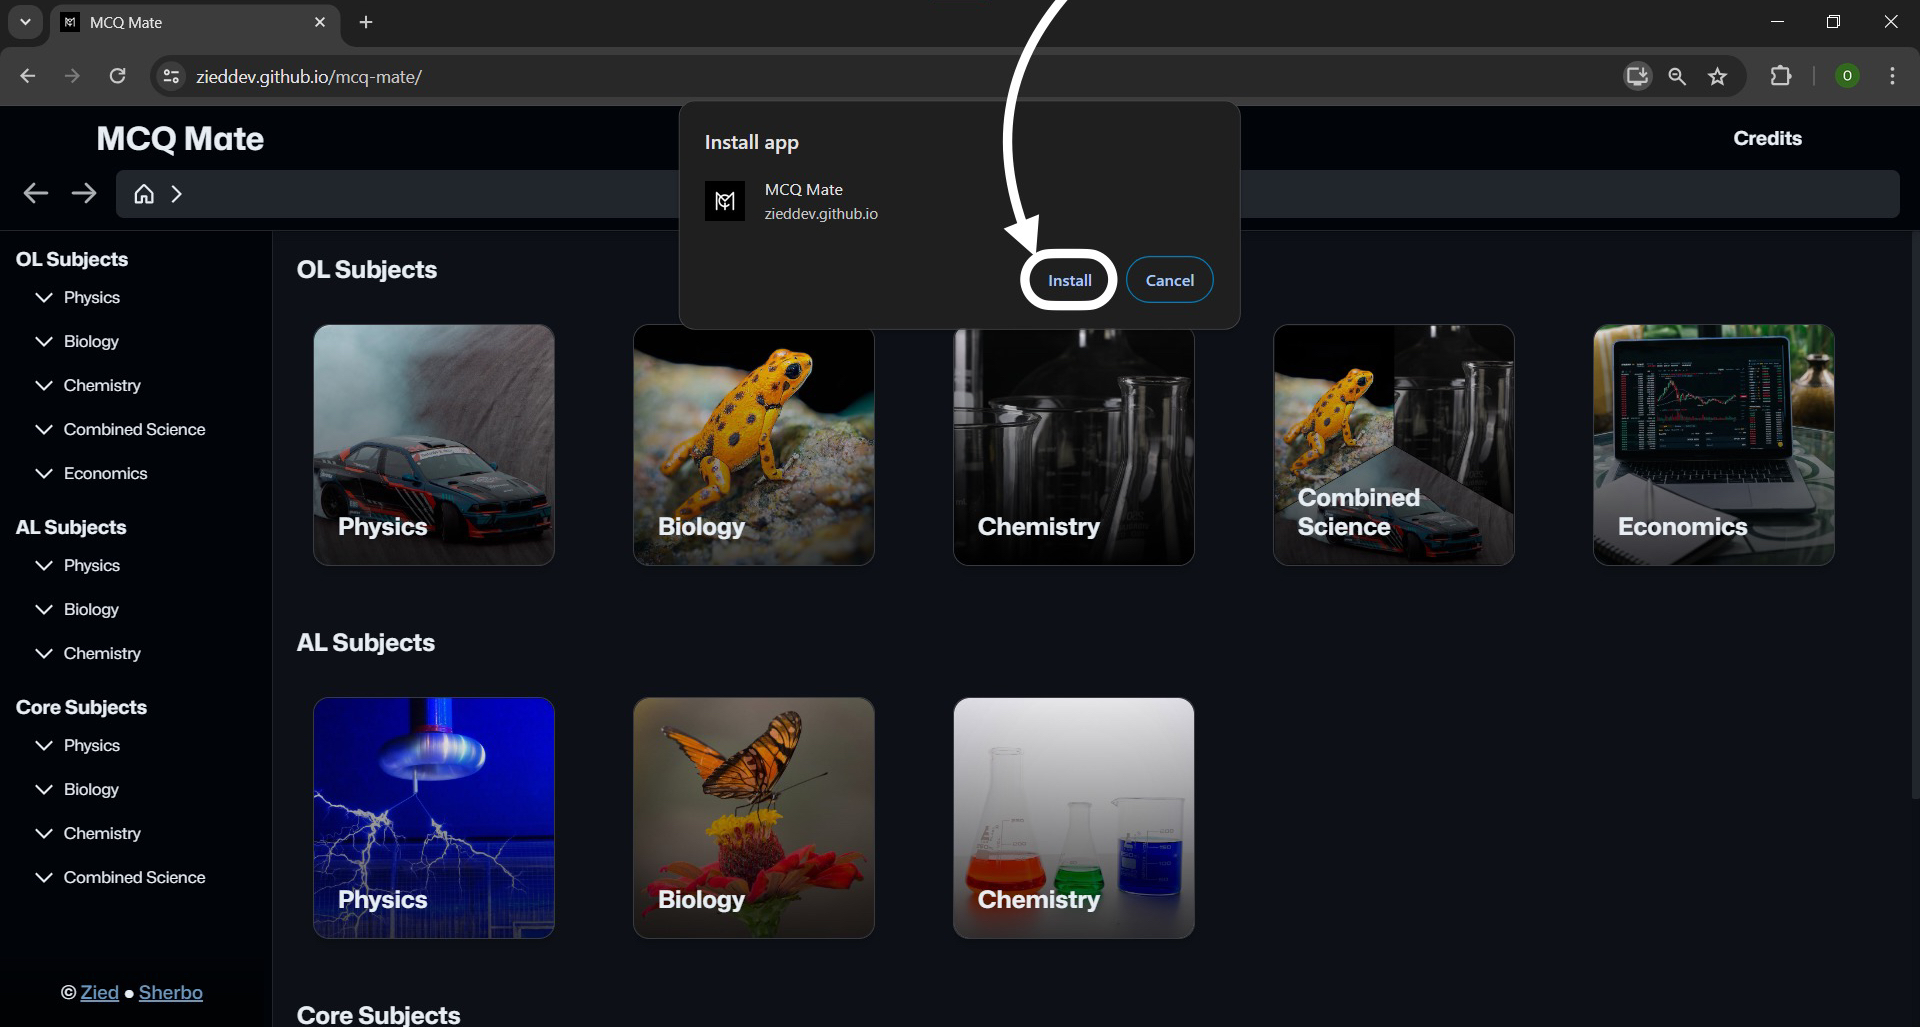 MCQ Mate
zieddev.github.io/mcq-mate/
O
MCQ Mate
Credits
Install app
MCQ Mate
zieddev.github.io
Install
Cancel
OL Subjects
Physics
Biology
Chemistry
Combined Science
Economics
AL Subjects
Physics
Biology
Chemistry
Core Subjects
Physics
Biology
Chemistry
Combined Science
© Zied ● Sherbo
OL Subjects
Physics
Biology
Chemistry
Combined
Science
Economics
AL Subjects
Physics
Biology
Chemistry
Core Subjects